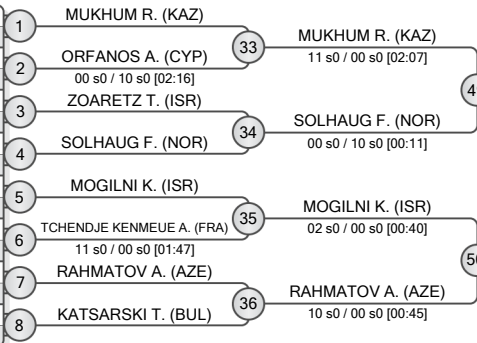 1
MUKHUM R. (KAZ)
2
ORFANOS A. (CYP)
00 s0 / 10 s0 [02:16]
33
MUKHUM R. (KAZ)
11 s0 / 00 s0 [02:07]
3
ZOARETZ T. (ISR)
4
SOLHAUG F. (NOR)
34
SOLHAUG F. (NOR)
00 s0 / 10 s0 [00:11]
5
MOGILNI K. (ISR)
6
TCHENDJE KENMEUE A. (FRA)
11 s0 / 00 s0 [01:47]
35
MOGILNI K. (ISR)
02 s0 / 00 s0 [00:40]
7
RAHMATOV A. (AZE)
8
KATSARSKI T. (BUL)
36
RAHMATOV A. (AZE)
10 s0 / 00 s0 [00:45]